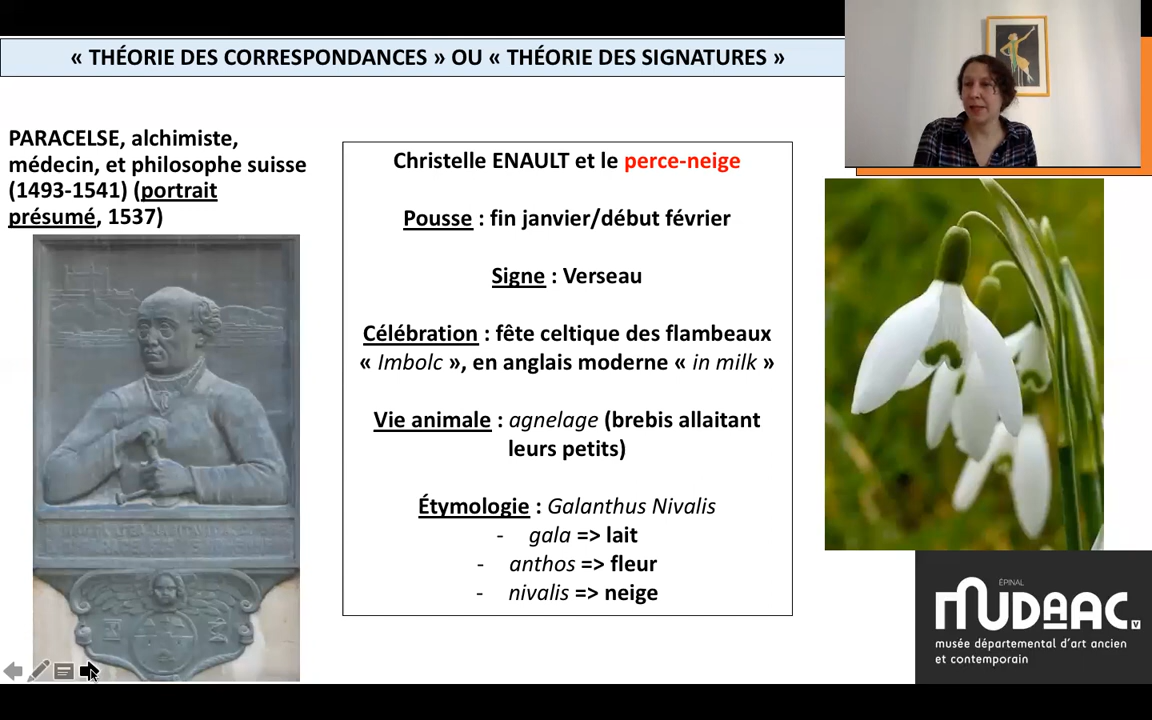 « THÉORIE DES CORRESPONDANCES » OU « THÉORIE DES SIGNATURES »
PARACELSE, alchimiste,
médecin, et philosophe suisse
(1493-1541) (portrait
présumé, 1537)
Christelle ENAULT et le perce-neige
Pousse : fin janvier/début février
Signe : Verseau
Célébration : fête celtique des flambeaux
« Imbolc », en anglais moderne « in milk »
Vie animale : agnelage (brebis allaitant
leurs petits)
Étymologie : Galanthus Nivalis
- gala => lait
- anthos => fleur
- nivalis => neige
ÉPINAL
MUDAAC
V
musée départemental d'art ancien
et contemporain